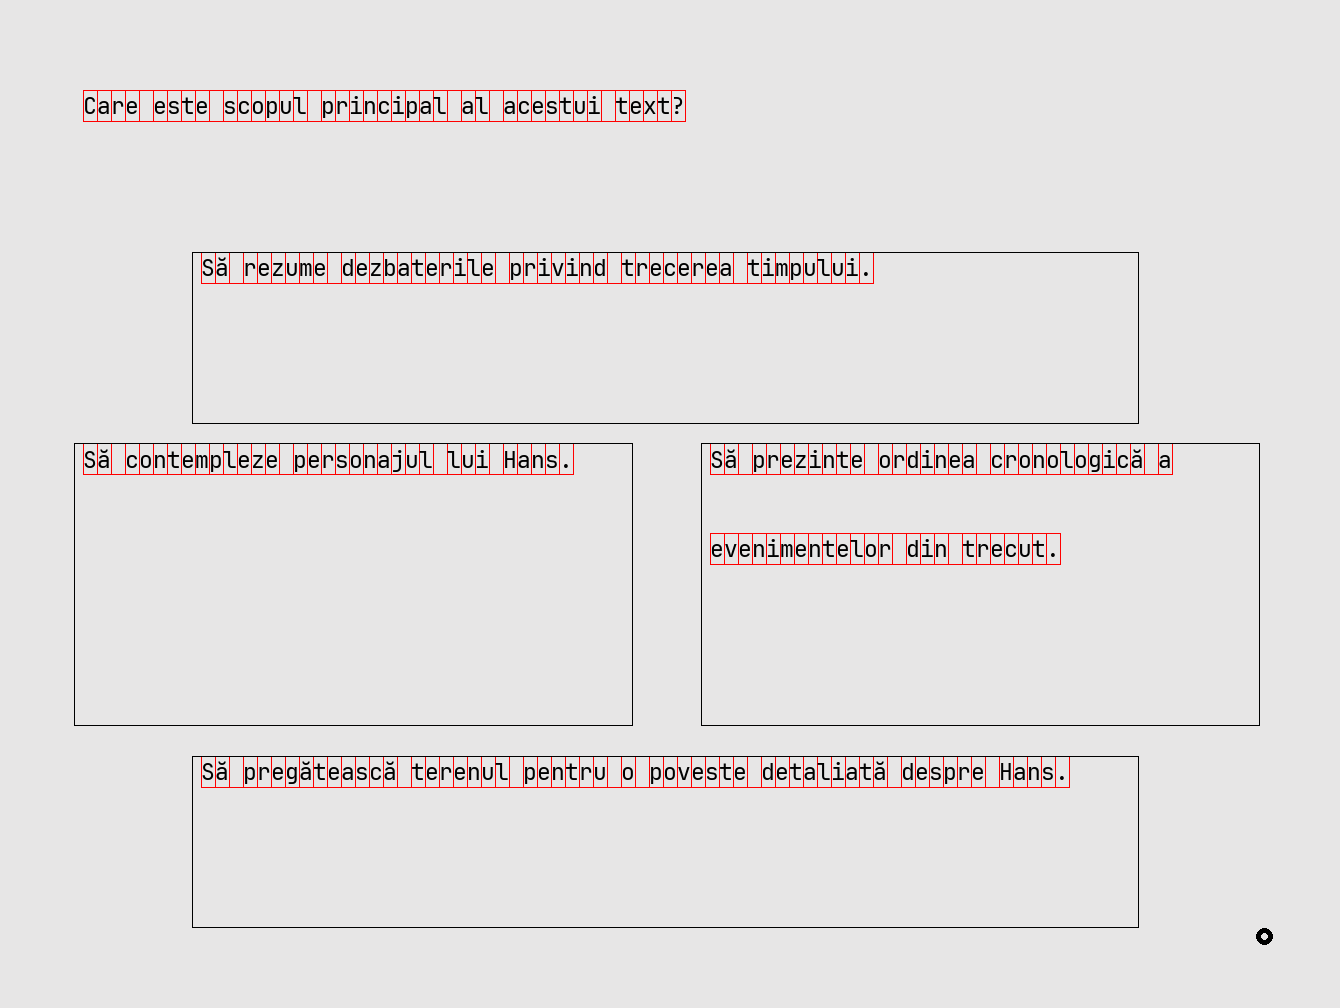 Care este scopul principal al acestui text?
Să rezume dezbaterile privind trecerea timpului.
Să contempleze personajul lui Hans.
Să prezinte ordinea cronologică a
evenimentelor din trecut.
Să pregătească terenul pentru o poveste detaliată despre Hans.